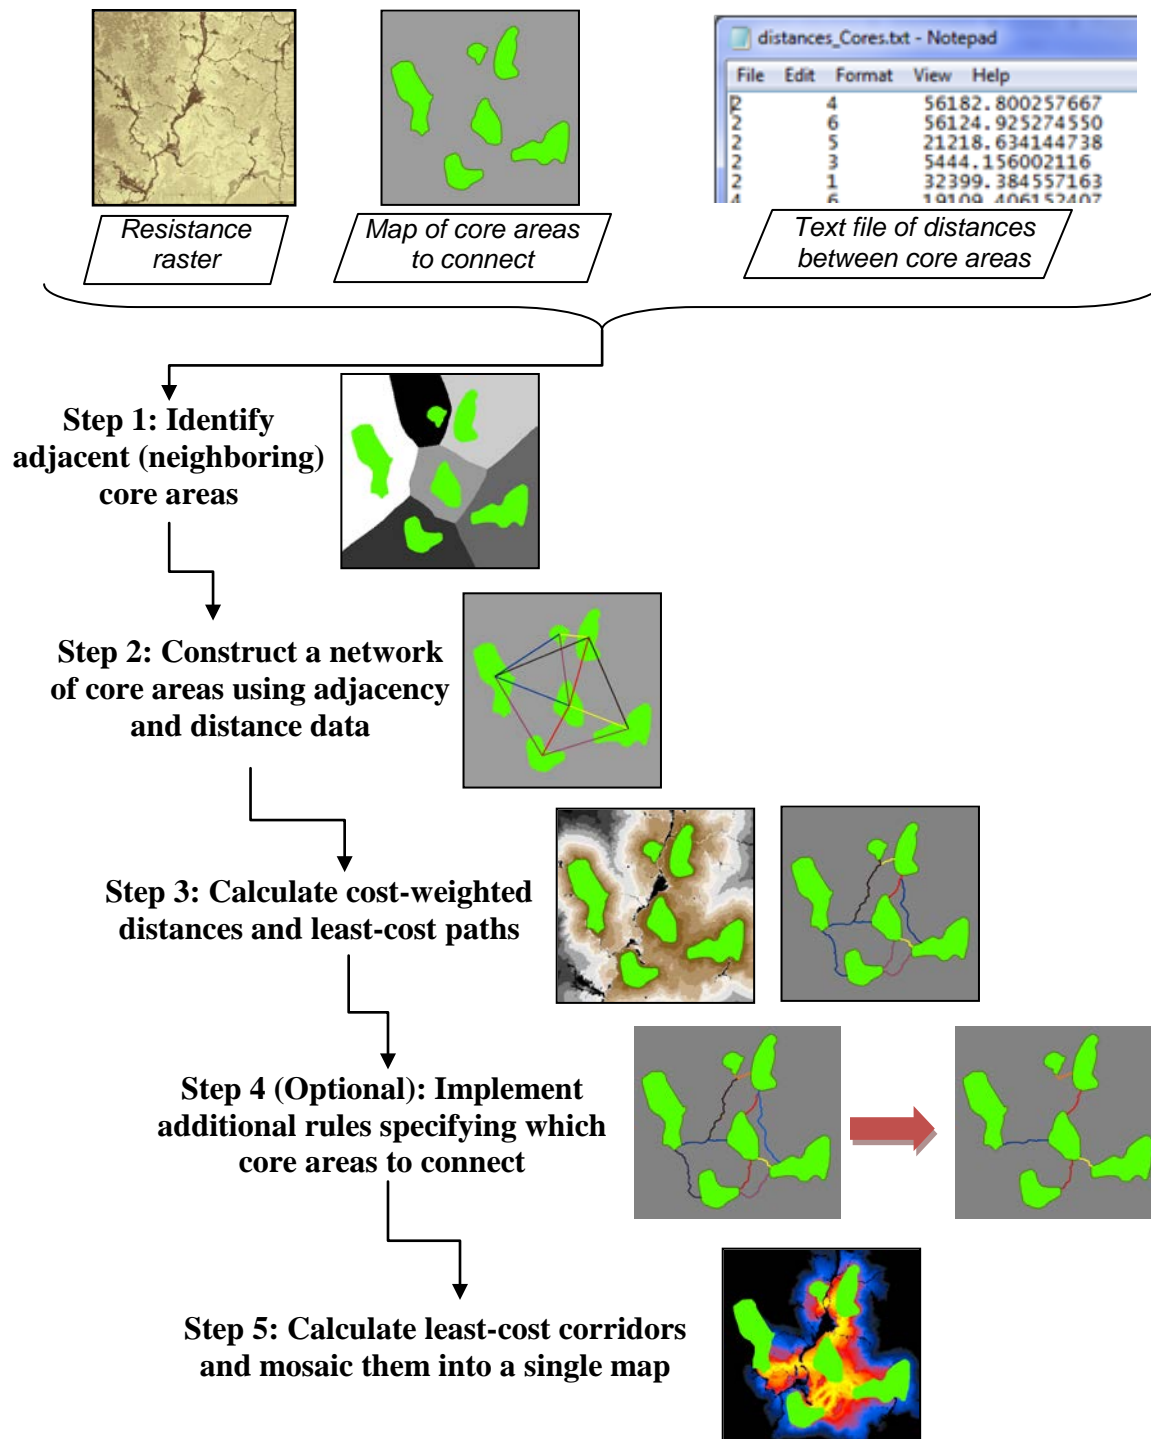 distances_Cores.txt - Notepad
File Edit Format View Help
2 4 56182.800257667
2 6 56124.925274550
2 5 21218.634144738
2 3 5444.156002116
2 1 32399.384557163
4 6 19109.406152407
Resistance
raster
Map of core areas
to connect
Text file of distances
between core areas
Step 1: Identify
adjacent (neighboring)
core areas
Step 2: Construct a network
of core areas using adjacency
and distance data
Step 3: Calculate cost-weighted
distances and least-cost paths
Step 4 (Optional): Implement
additional rules specifying which
core areas to connect
Step 5: Calculate least-cost corridors
and mosaic them into a single map